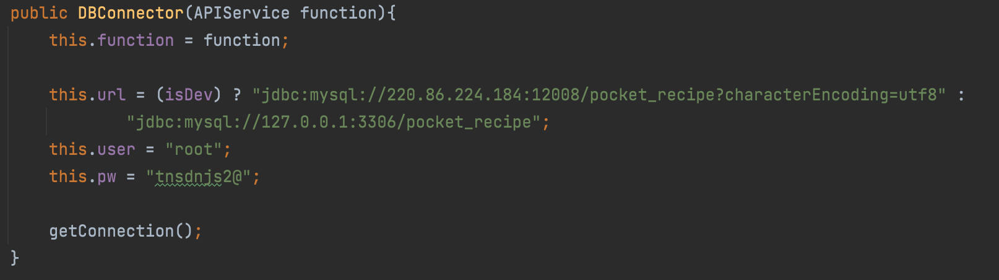 public DBConnector(APIService function){
this.function = function;
this.url = (isDev) ? "jdbc:mysql://220.86.224.184:12008/pocket_recipe?characterEncoding=utf8" :
"jdbc:mysql://127.0.0.1:3306/pocket_recipe";
this.user = "root";
this.pw = "tnsdnjs2@";
getConnection();
}